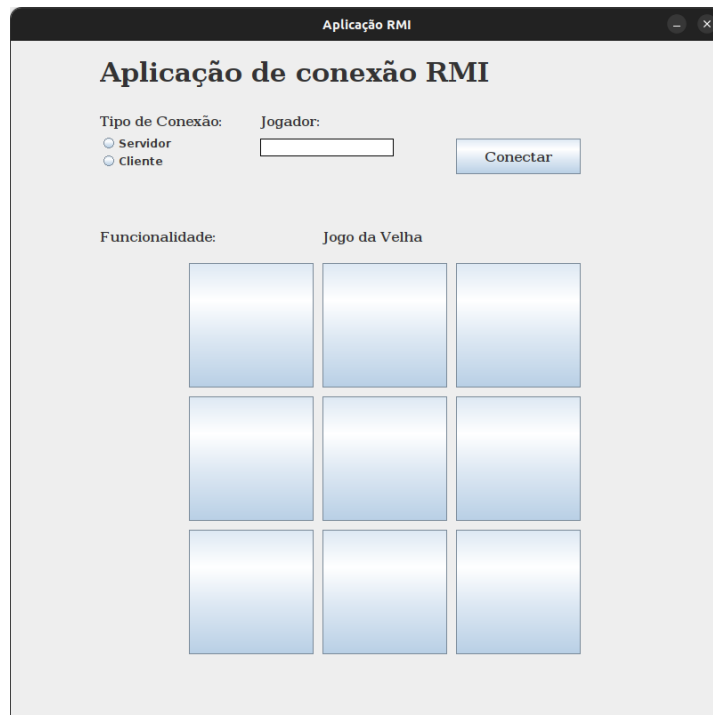 Aplicação RMI
Aplicação de conexão RMI
Tipo de Conexão: Jogador:
Servidor
Cliente
Conectar
Funcionalidade: Jogo da Velha